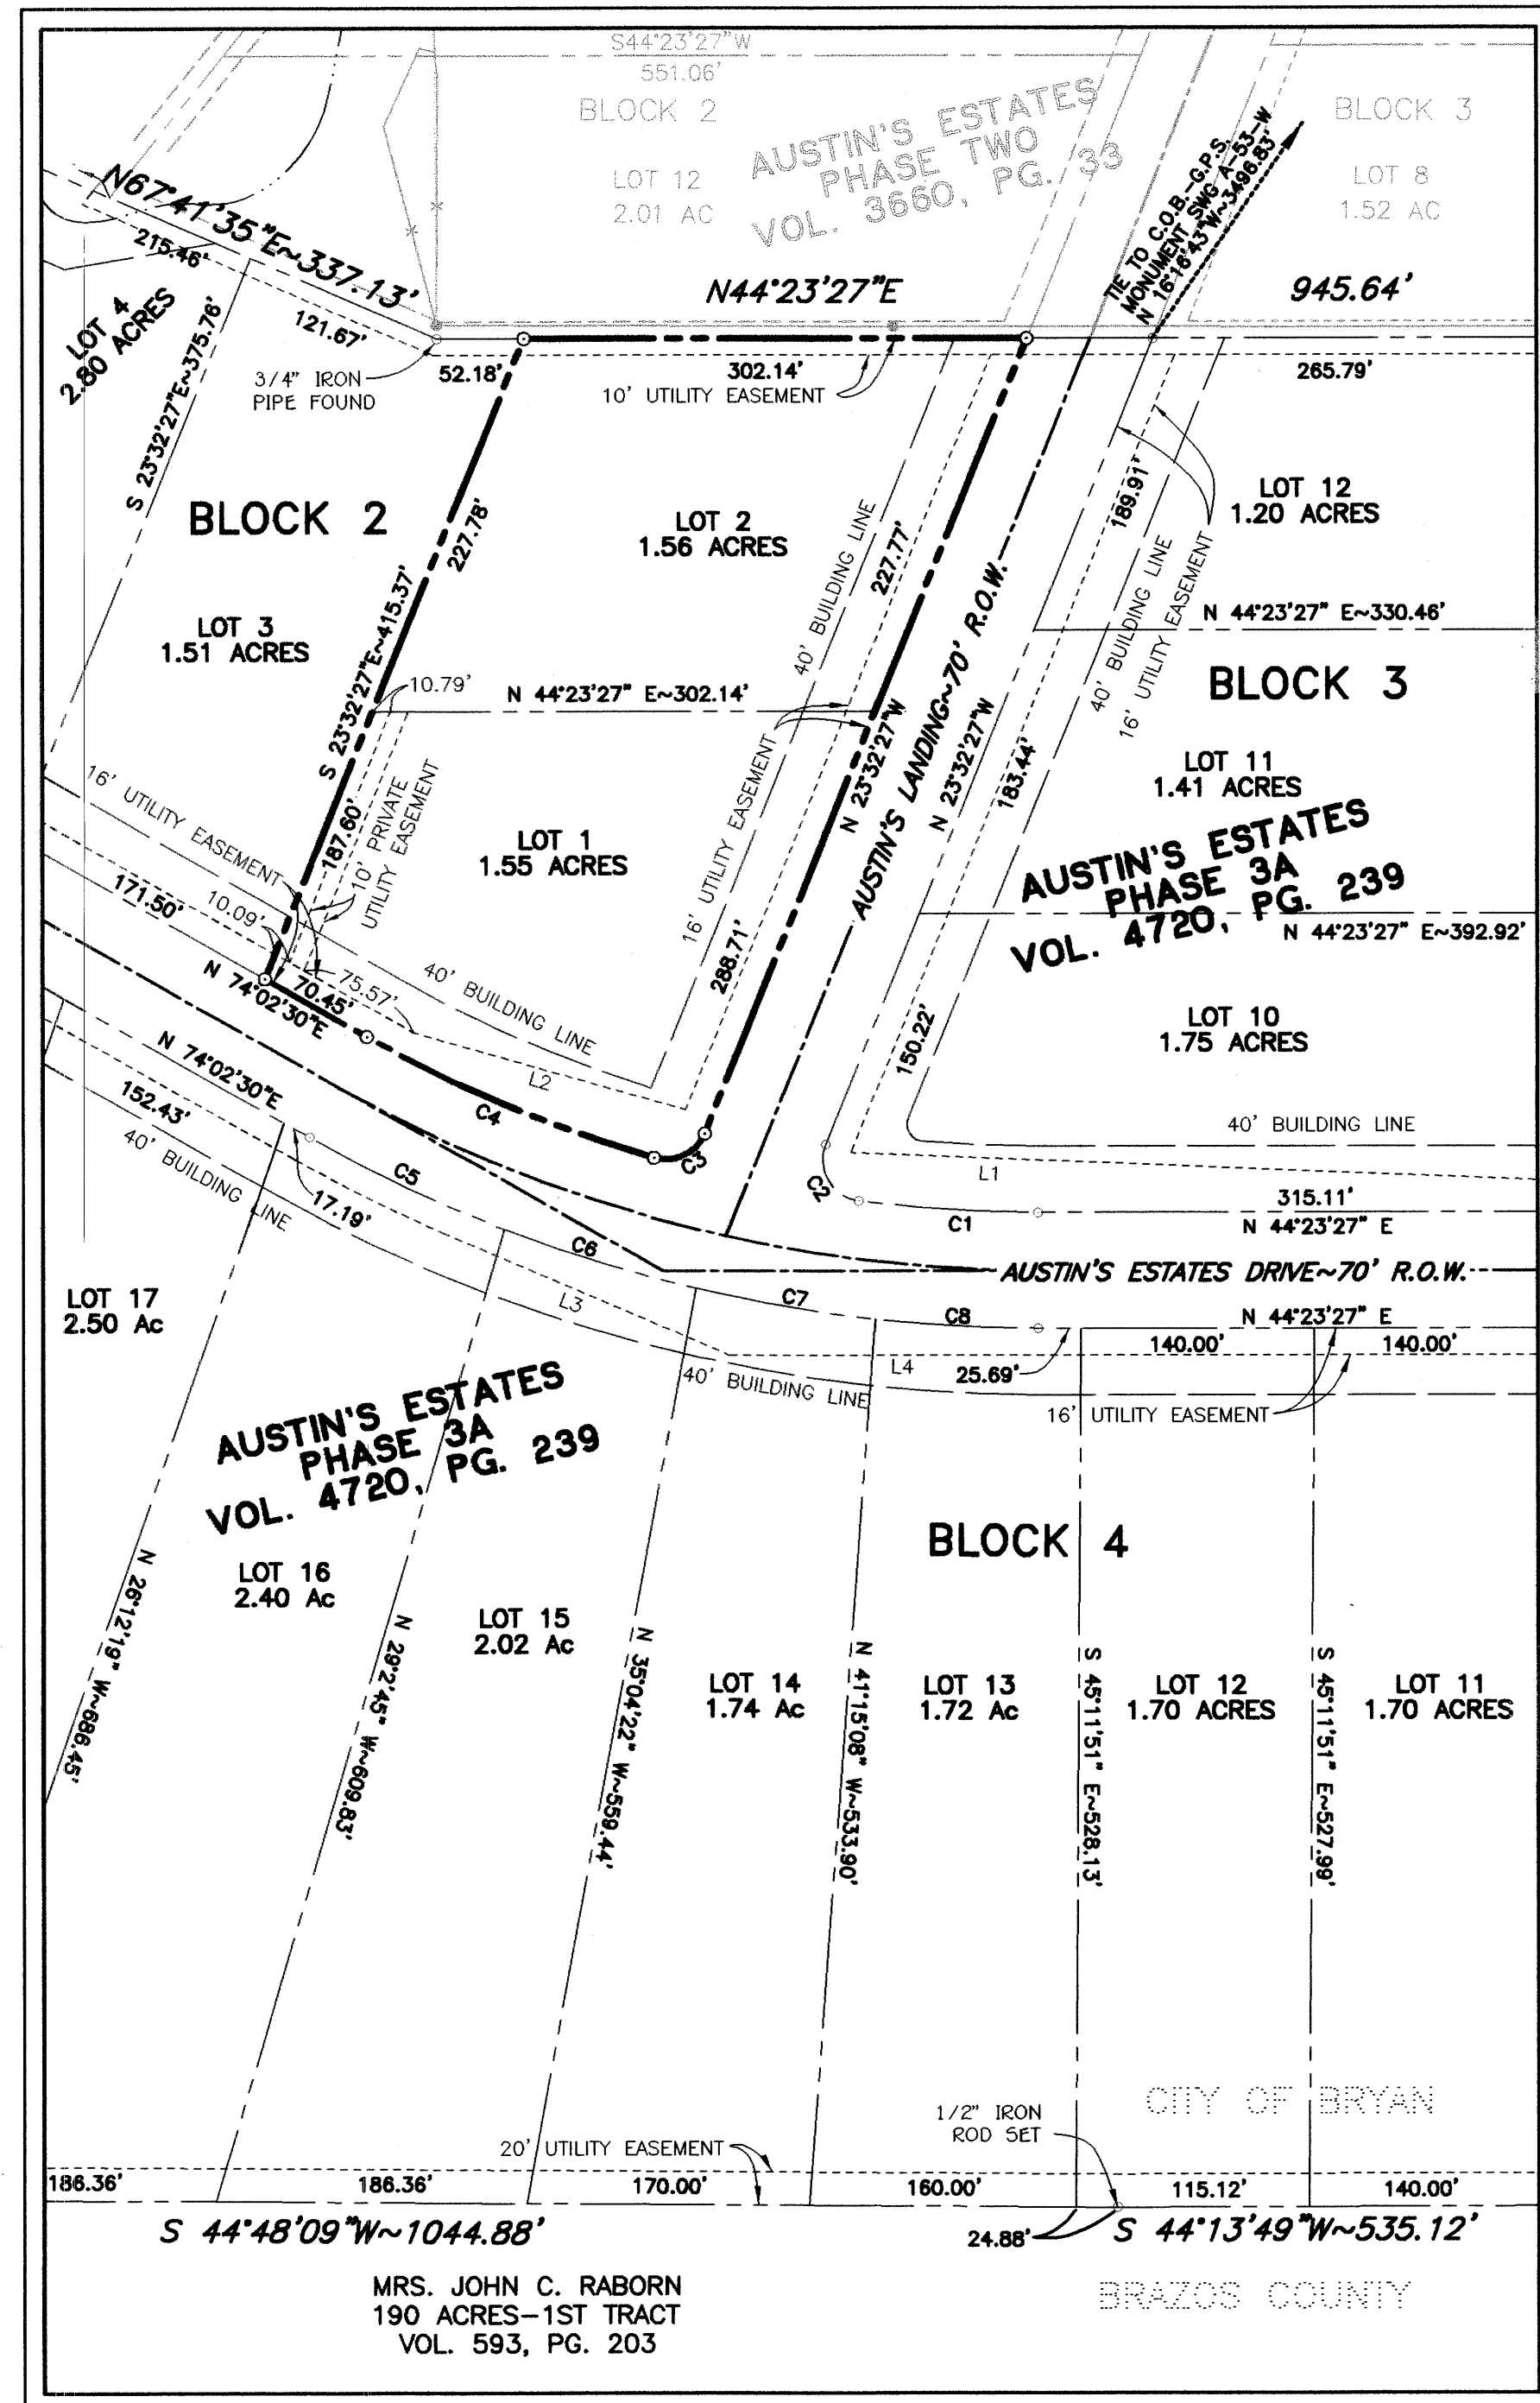 S44°23'27"W
551.06'
BLOCK 2
AUSTIN'S ESTATES
PHASE TWO
VOL. 3660, PG. 33
LOT 12
2.01 AC
BLOCK 3
LOT 8
1.52 AC
TIE TO C.O.B.-G.P.S.
MONUMENT SWG A-53-W
N 16°16'43"W~3496.83'
N67°41'35"E~337.13'
215.46'
121.67'
N44°23'27"E
945.64'
LOT 4
2.80 ACRES
S 23°32'27"E~375.76'
3/4" IRON
PIPE FOUND
52.18'
302.14'
10' UTILITY EASEMENT
265.79'
BLOCK 2
227.78'
LOT 2
1.56 ACRES
40' BUILDING LINE
227.77'
189.91'
LOT 12
1.20 ACRES
40' BUILDING LINE
16' UTILITY EASEMENT
N 44°23'27" E~330.46'
LOT 3
1.51 ACRES
S 23°32'27"E~415.37'
10.79'
N 44°23'27" E~302.14'
BLOCK 3
N 23°32'27"W
AUSTIN'S LANDING~70' R.O.W.
N 23°32'27"W
183.44'
LOT 11
1.41 ACRES
16' UTILITY EASEMENT
187.60'
10' PRIVATE
UTILITY EASEMENT
LOT 1
1.55 ACRES
16' UTILITY EASEMENT
AUSTIN'S ESTATES
PHASE 3A
VOL. 4720, PG. 239
N 44°23'27" E~392.92'
171.50'
10.09'
N 74°02'30"E
70.45'
75.57'
40' BUILDING LINE
288.71'
150.22'
LOT 10
1.75 ACRES
N 74°02'30"E
152.43'
40' BUILDING LINE
L2
C4
C3
C2
L1
40' BUILDING LINE
C1
315.11'
N 44°23'27" E
C5
17.19'
C6
AUSTIN'S ESTATES DRIVE~70' R.O.W.
LOT 17
2.50 Ac
L3
C7
C8
N 44°23'27" E
140.00'
140.00'
L4
25.69'
40' BUILDING LINE
16' UTILITY EASEMENT
AUSTIN'S ESTATES
PHASE 3A
VOL. 4720, PG. 239
BLOCK 4
N 26°12'19" W~686.45'
LOT 16
2.40 Ac
N 29°2'45" W~609.83'
LOT 15
2.02 Ac
N 35°04'22" W~559.44'
LOT 14
1.74 Ac
N 41°15'08" W~533.90'
LOT 13
1.72 Ac
S 45°11'51" E~528.13'
LOT 12
1.70 ACRES
S 45°11'51" E~527.99'
LOT 11
1.70 ACRES
CITY OF BRYAN
1/2" IRON
ROD SET
20' UTILITY EASEMENT
186.36'
186.36'
170.00'
160.00'
115.12'
140.00'
S 44°48'09"W~1044.88'
24.88'
S 44°13'49"W~535.12'
MRS. JOHN C. RABORN
190 ACRES-1ST TRACT
VOL. 593, PG. 203
BRAZOS COUNTY